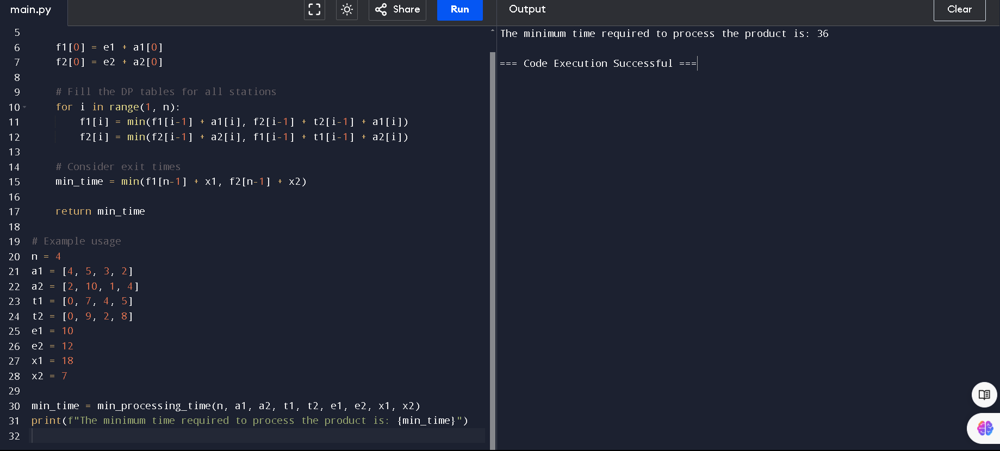 main.py
Share
Run
Output
Clear
5
6 f1[0] = e1 + a1[0]
7 f2[0] = e2 + a2[0]
8
9 # Fill the DP tables for all stations
10 for i in range(1, n):
11 f1[i] = min(f1[i-1] + a1[i], f2[i-1] + t2[i-1] + a1[i])
12 f2[i] = min(f2[i-1] + a2[i], f1[i-1] + t1[i-1] + a2[i])
13
14 # Consider exit times
15 min_time = min(f1[n-1] + x1, f2[n-1] + x2)
16
17 return min_time
18
19 # Example usage
20 n = 4
21 a1 = [4, 5, 3, 2]
22 a2 = [2, 10, 1, 4]
23 t1 = [0, 7, 4, 5]
24 t2 = [0, 9, 2, 8]
25 e1 = 10
26 e2 = 12
27 x1 = 18
28 x2 = 7
29
30 min_time = min_processing_time(n, a1, a2, t1, t2, e1, e2, x1, x2)
31 print(f"The minimum time required to process the product is: {min_time}")
32
The minimum time required to process the product is: 36
=== Code Execution Successful ===